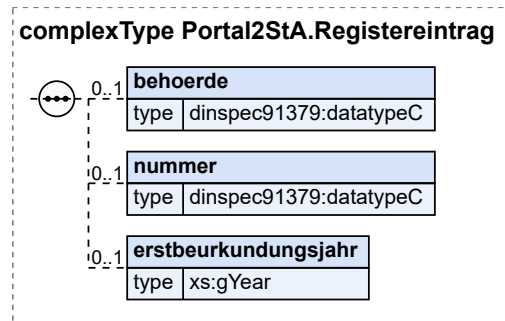 complexType Portal2StA.Registereintrag
0..1 behoerde
type dinspec91379:datatypeC
0..1 nummer
type dinspec91379:datatypeC
0..1 erstbeurkundungsjahr
type xs:gYear